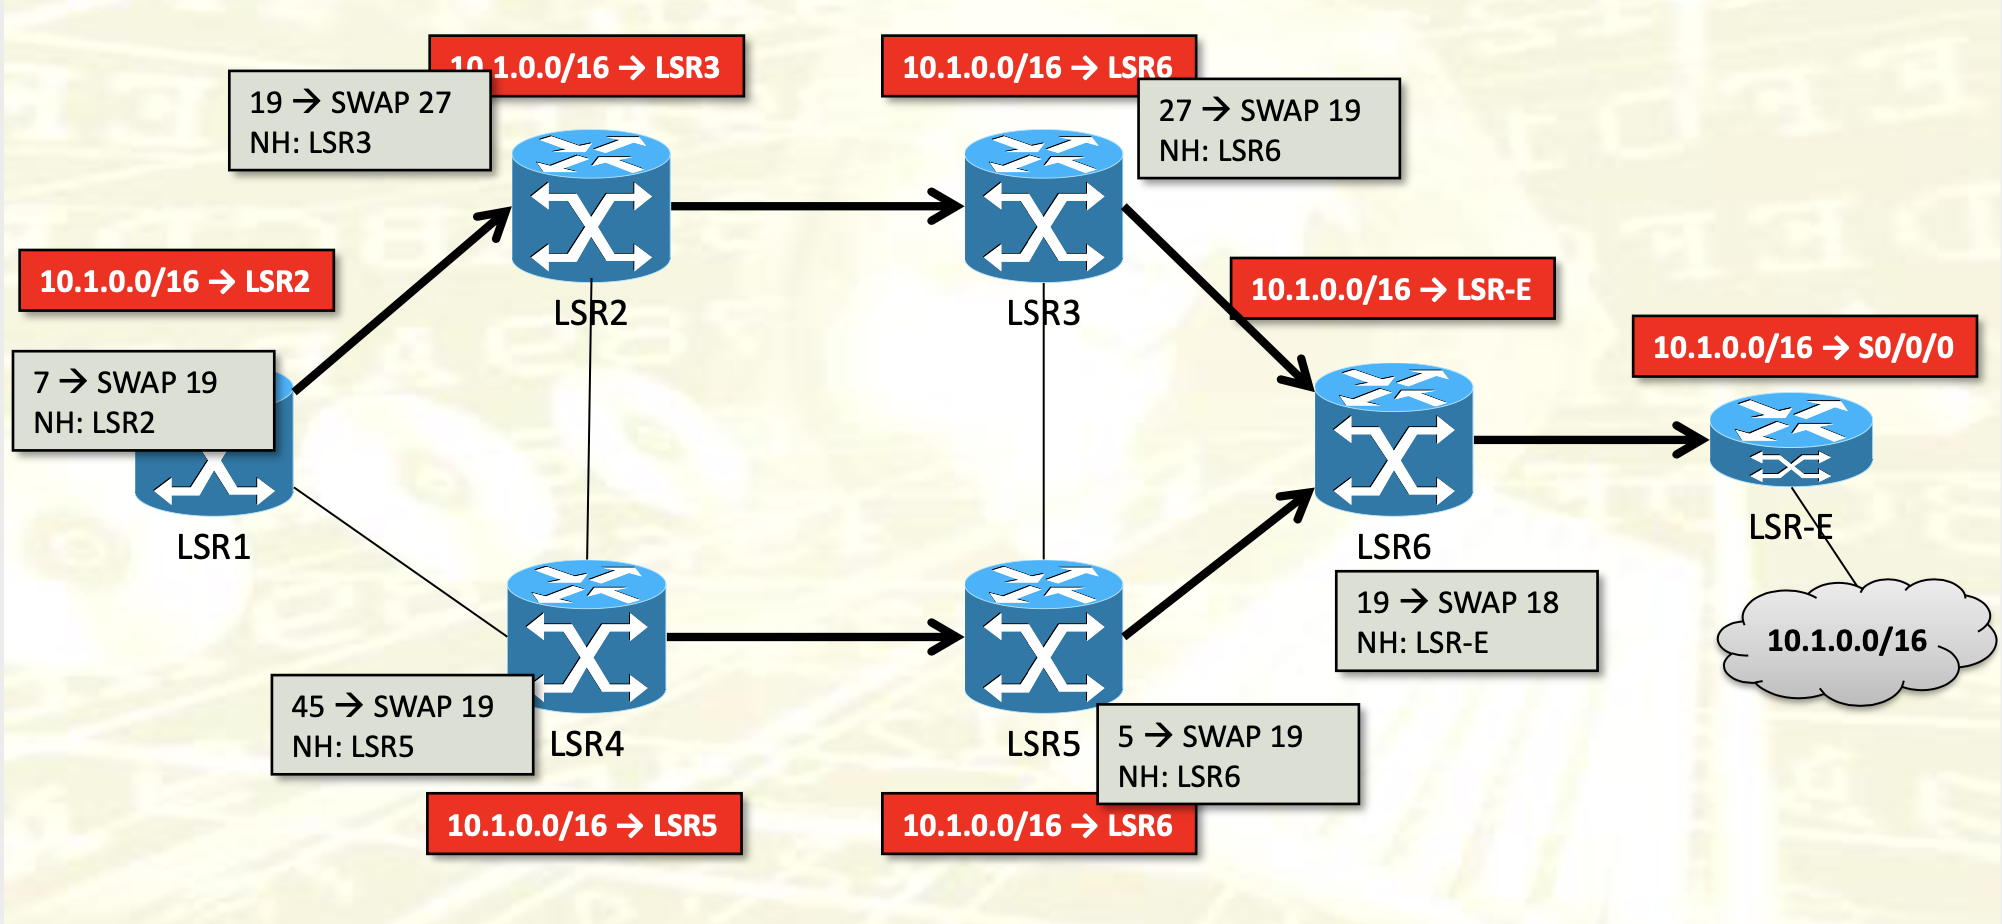 10.1.0.0/16 → LSR3
19 → SWAP 27
NH: LSR3
LSR2
10.1.0.0/16 → LSR6
27 → SWAP 19
NH: LSR6
LSR3
10.1.0.0/16 → LSR2
7 → SWAP 19
NH: LSR2
LSR1
10.1.0.0/16 → LSR-E
LSR6
19 → SWAP 18
NH: LSR-E
10.1.0.0/16 → S0/0/0
LSR-E
10.1.0.0/16
45 → SWAP 19
NH: LSR5
LSR4
10.1.0.0/16 → LSR5
LSR5
5 → SWAP 19
NH: LSR6
10.1.0.0/16 → LSR6